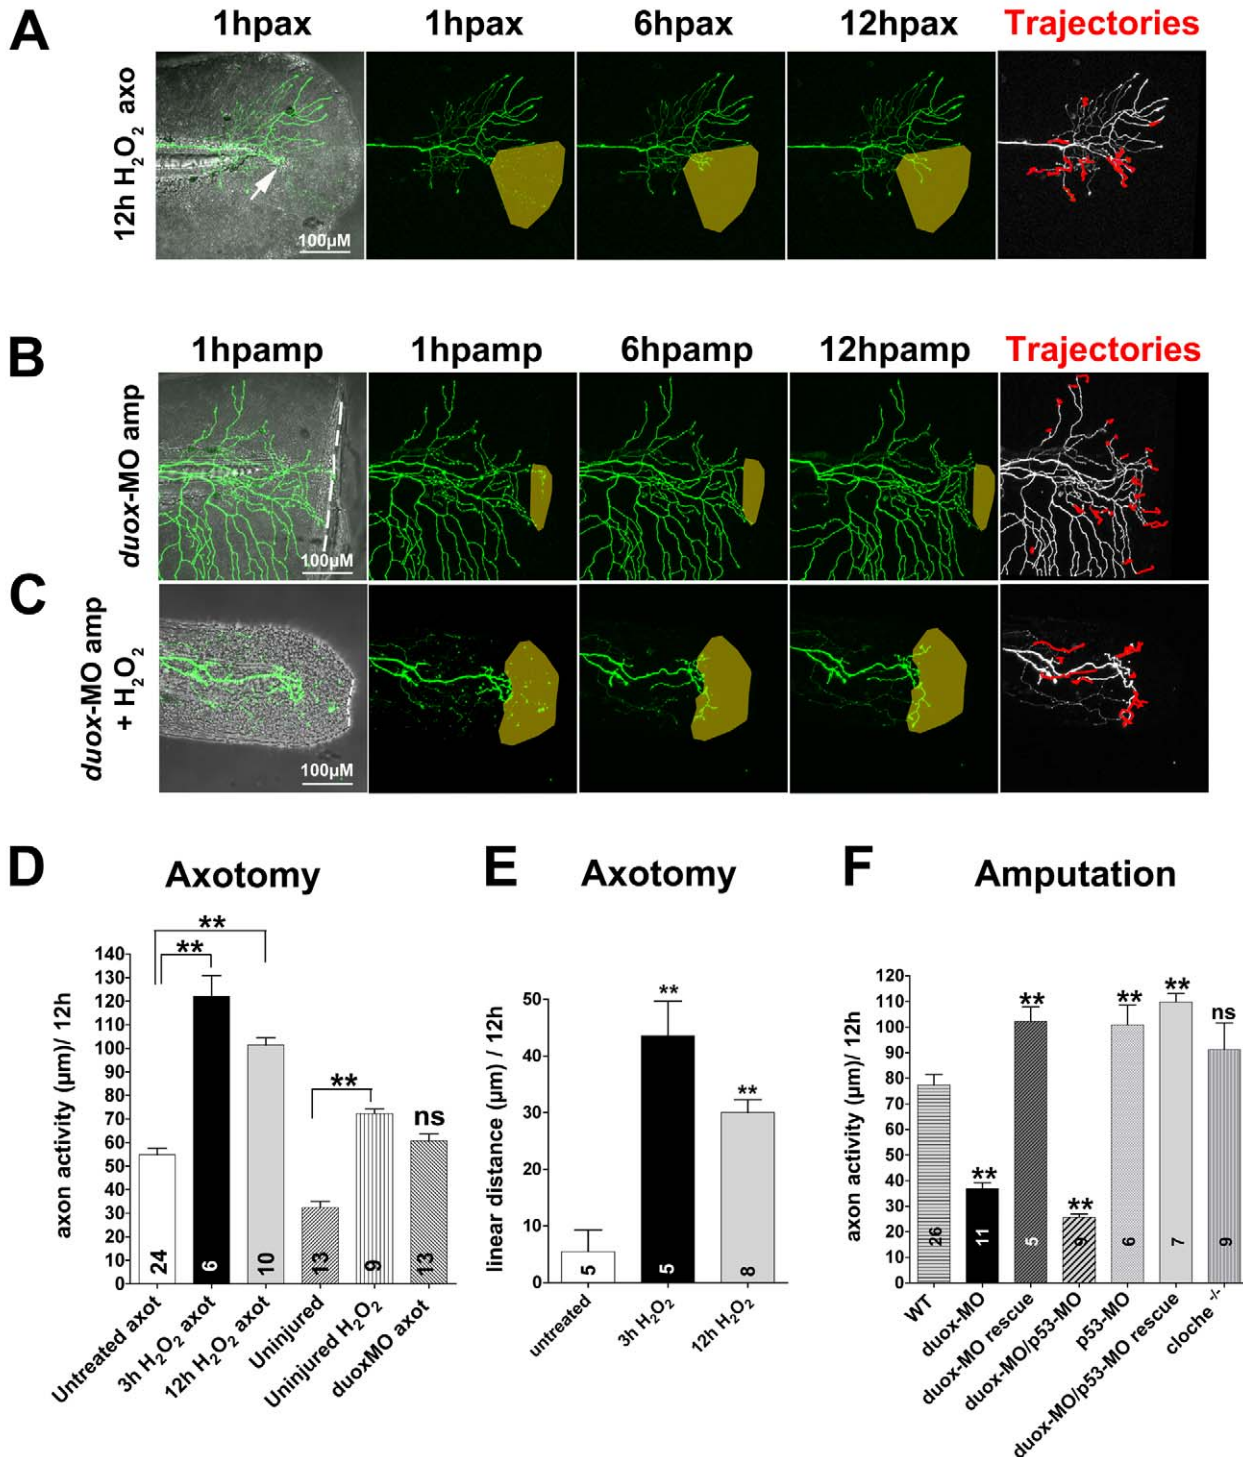 A
1hpax
1hpax
6hpax
12hpax
Trajectories
12h H₂O₂ axo
100µM
B
1hpamp
1hpamp
6hpamp
12hpamp
Trajectories
duox-MO amp
100µM
C
duox-MO amp
+ H₂O₂
100µM
D
Axotomy
axon activity (µm)/ 12h
140
130
120
110
100
90
80
70
60
50
40
30
20
10
0
**
**
**
ns
24
6
10
13
9
13
Untreated axot
3h H₂O₂ axot
12h H₂O₂ axot
Uninjured
Uninjured H₂O₂
duoxMO axot
E
Axotomy
linear distance (µm) / 12h
50
40
30
20
10
0
**
**
5
5
8
untreated
3h H₂O₂
12h H₂O₂
F
Amputation
axon activity (µm)/ 12h
120
110
100
90
80
70
60
50
40
30
20
10
0
**
**
**
**
**
ns
26
11
5
9
6
7
9
WT
duox-MO
duox-MO rescue
duox-MO/p53-MO
p53-MO
duox-MO/p53-MO rescue
cloche -/-